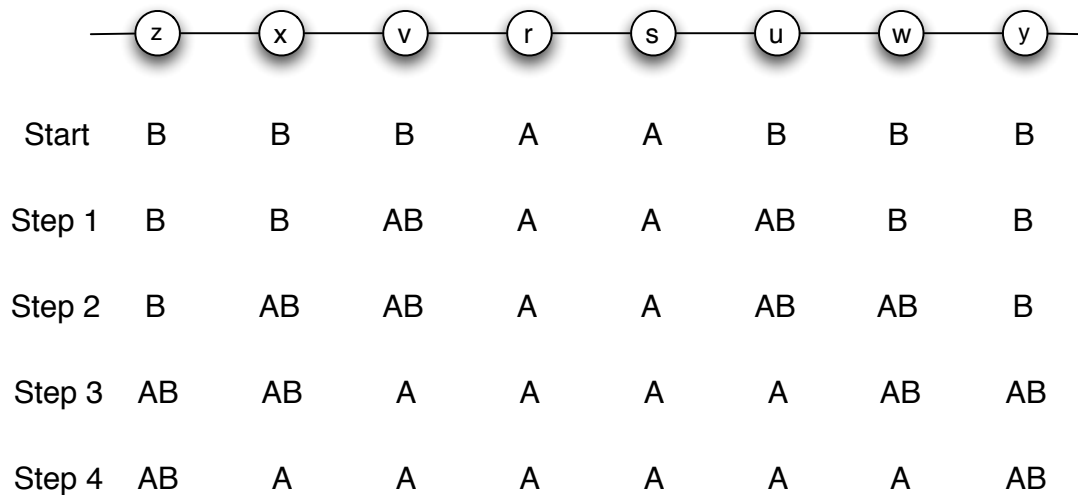 z x v r s u w y
Start B B B A A B B B
Step 1 B B AB A A AB B B
Step 2 B AB AB A A AB AB B
Step 3 AB AB A A A A AB AB
Step 4 AB A A A A A A AB